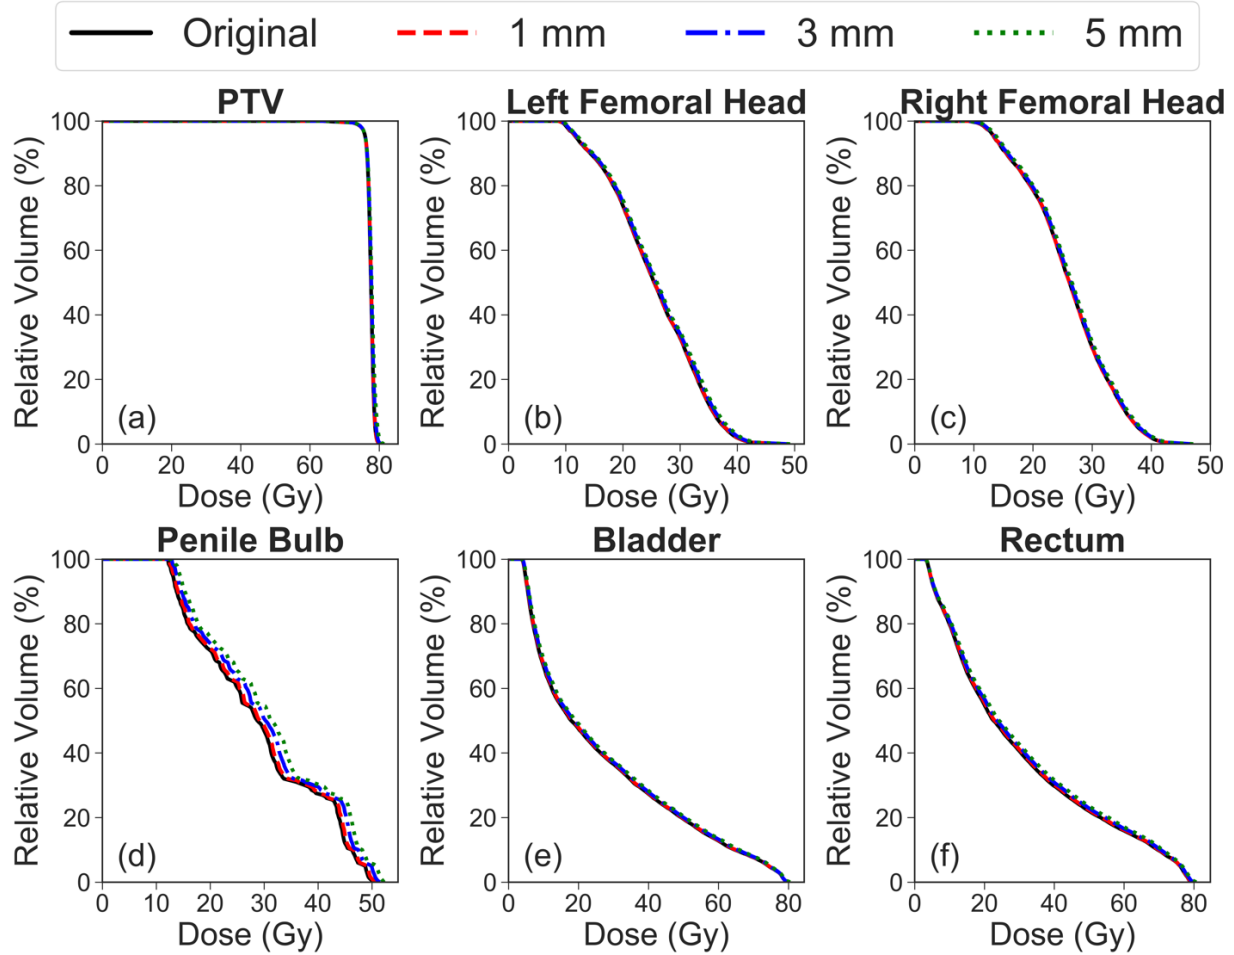 Original 1 mm 3 mm 5 mm
PTV
Relative Volume (%)
100
80
60
40
20
0
(a)
0 20 40 60 80
Dose (Gy)
Left Femoral Head
Relative Volume (%)
100
80
60
40
20
0
(b)
0 10 20 30 40 50
Dose (Gy)
Right Femoral Head
Relative Volume (%)
100
80
60
40
20
0
(c)
0 10 20 30 40 50
Dose (Gy)
Penile Bulb
Relative Volume (%)
100
80
60
40
20
0
(d)
0 10 20 30 40 50
Dose (Gy)
Bladder
Relative Volume (%)
100
80
60
40
20
0
(e)
0 20 40 60 80
Dose (Gy)
Rectum
Relative Volume (%)
100
80
60
40
20
0
(f)
0 20 40 60 80
Dose (Gy)